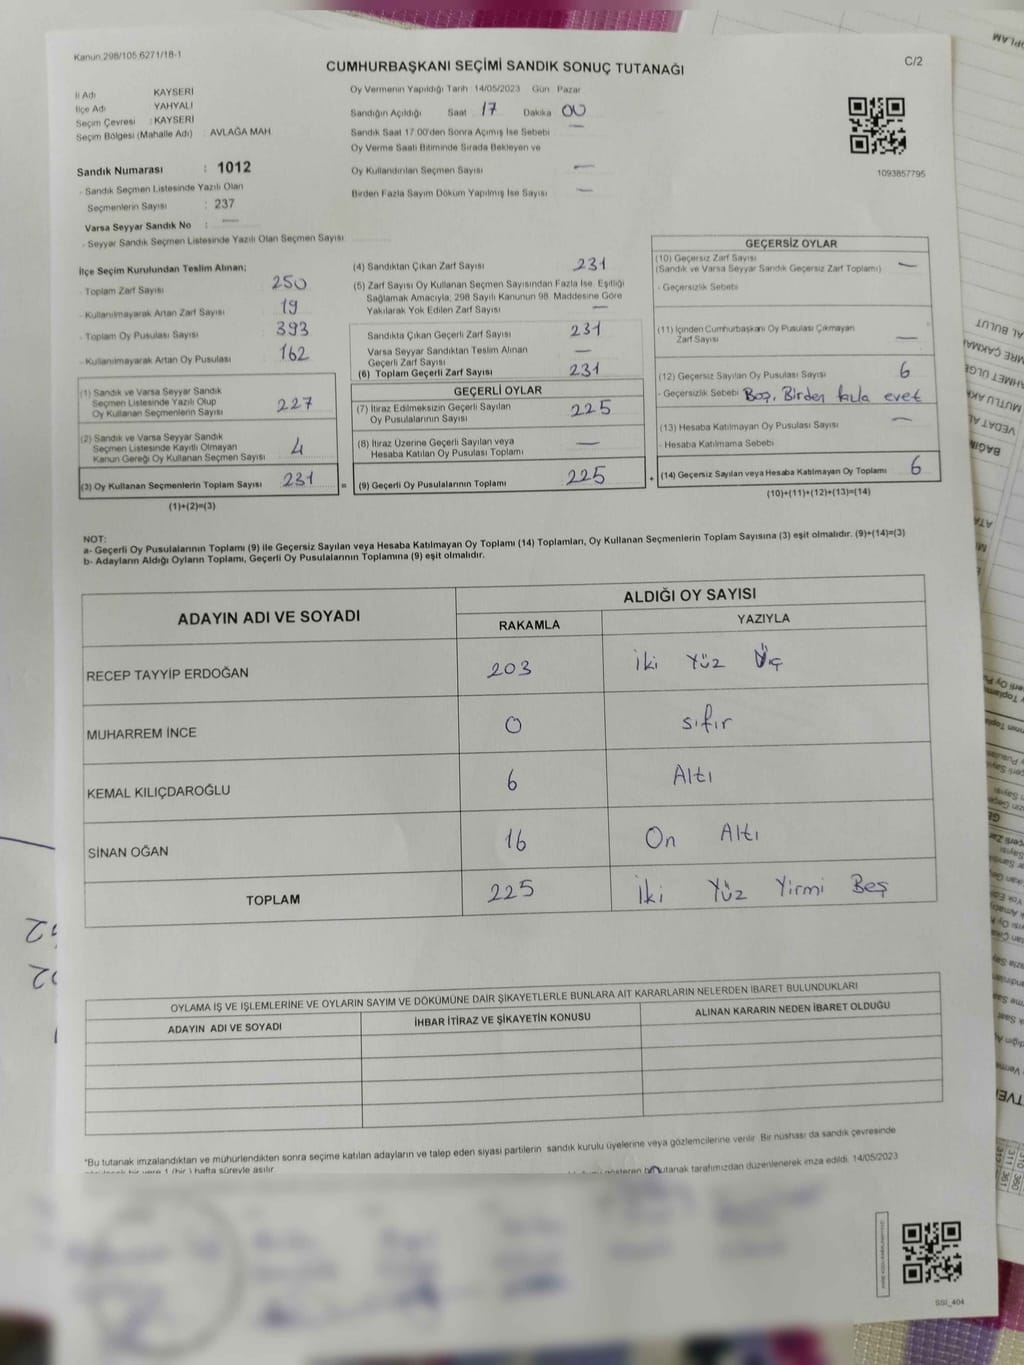 Kanun.298/105.6271/18-1
C/2
CUMHURBAŞKANI SEÇİMİ SANDIK SONUÇ TUTANAĞI
İl Adı KAYSERİ
İlçe Adı YAHYALI
Seçim Çevresi : KAYSERİ
Seçim Bölgesi (Mahalle Adı) : AVLAĞA MAH
Sandık Numarası : 1012
- Sandık Seçmen Listesinde Yazılı Olan
Seçmenlerin Sayısı : 237
Varsa Seyyar Sandık No : —
- Seyyar Sandık Seçmen Listesinde Yazılı Olan Seçmen Sayısı
Oy Vermenin Yapıldığı Tarih 14/05/2023 Gün Pazar
Sandığın Açıldığı Saat 17 Dakika 00
Sandık Saat 17:00'den Sonra Açılmış İse Sebebi —
Oy Verme Saati Bitiminde Sırada Bekleyen ve
Oy Kullandırılan Seçmen Sayısı —
Birden Fazla Sayım Döküm Yapılmış İse Sayısı —
1093857795
İlçe Seçim Kurulundan Teslim Alınan;
- Toplam Zarf Sayısı 250
- Kullanılmayarak Artan Zarf Sayısı 19
- Toplam Oy Pusulası Sayısı 393
- Kullanılmayarak Artan Oy Pusulası 162
(1) Sandık ve Varsa Seyyar Sandık
Seçmen Listesinde Yazılı Olup
Oy Kullanan Seçmenlerin Sayısı 227
(2) Sandık ve Varsa Seyyar Sandık
Seçmen Listesinde Kayıtlı Olmayan
Kanun Gereği Oy Kullanan Seçmen Sayısı 4
(3) Oy Kullanan Seçmenlerin Toplam Sayısı 231 =
(1)+(2)=(3)
(4) Sandıktan Çıkan Zarf Sayısı 231
(5) Zarf Sayısı Oy Kullanan Seçmen Sayısından Fazla İse, Eşitliği
Sağlamak Amacıyla; 298 Sayılı Kanunun 98. Maddesine Göre
Yakılarak Yok Edilen Zarf Sayısı —
Sandıkta Çıkan Geçerli Zarf Sayısı 231
Varsa Seyyar Sandıktan Teslim Alınan
Geçerli Zarf Sayısı —
(6) Toplam Geçerli Zarf Sayısı 231
GEÇERLİ OYLAR
(7) İtiraz Edilmeksizin Geçerli Sayılan
Oy Pusulalarının Sayısı 225
(8) İtiraz Üzerine Geçerli Sayılan veya
Hesaba Katılan Oy Pusulası Toplamı —
(9) Geçerli Oy Pusulalarının Toplamı 225 +
GEÇERSİZ OYLAR
(10) Geçersiz Zarf Sayısı
(Sandık ve Varsa Seyyar Sandık Geçersiz Zarf Toplamı) —
- Geçersizlik Sebebi
(11) İçinden Cumhurbaşkanı Oy Pusulası Çıkmayan
Zarf Sayısı —
(12) Geçersiz Sayılan Oy Pusulası Sayısı 6
- Geçersizlik Sebebi Boş, Birden fazla evet
(13) Hesaba Katılmayan Oy Pusulası Sayısı —
- Hesaba Katılmama Sebebi
(14) Geçersiz Sayılan veya Hesaba Katılmayan Oy Toplamı 6
(10)+(11)+(12)+(13)=(14)
NOT:
a- Geçerli Oy Pusulalarının Toplamı (9) ile Geçersiz Sayılan veya Hesaba Katılmayan Oy Toplamı (14) Toplamları, Oy Kullanan Seçmenlerin Toplam Sayısına (3) eşit olmalıdır. (9)+(14)=(3)
b- Adayların Aldığı Oyların Toplamı, Geçerli Oy Pusulalarının Toplamına (9) eşit olmalıdır.
ADAYIN ADI VE SOYADI
ALDIĞI OY SAYISI
RAKAMLA YAZIYLA
RECEP TAYYİP ERDOĞAN 203 İki Yüz Üç
MUHARREM İNCE 0 sıfır
KEMAL KILIÇDAROĞLU 6 Altı
SİNAN OĞAN 16 On Altı
TOPLAM 225 İki Yüz Yirmi Beş
OYLAMA İŞ VE İŞLEMLERİNE VE OYLARIN SAYIM VE DÖKÜMÜNE DAİR ŞİKAYETLERLE BUNLARA AİT KARARLARIN NELERDEN İBARET BULUNDUKLARI
ADAYIN ADI VE SOYADI İHBAR İTİRAZ VE ŞİKAYETİN KONUSU ALINAN KARARIN NEDEN İBARET OLDUĞU
*Bu tutanak imzalandıktan ve mühürlendikten sonra seçime katılan adayların ve talep eden siyasi partilerin sandık kurulu üyelerine veya gözlemcilerine verilir. Bir nüshası da sandık çevresinde
1 (bir) hafta süreyle asılır.
tutanak tarafımızdan düzenlenerek imza edildi. 14/05/2023
SSI_404